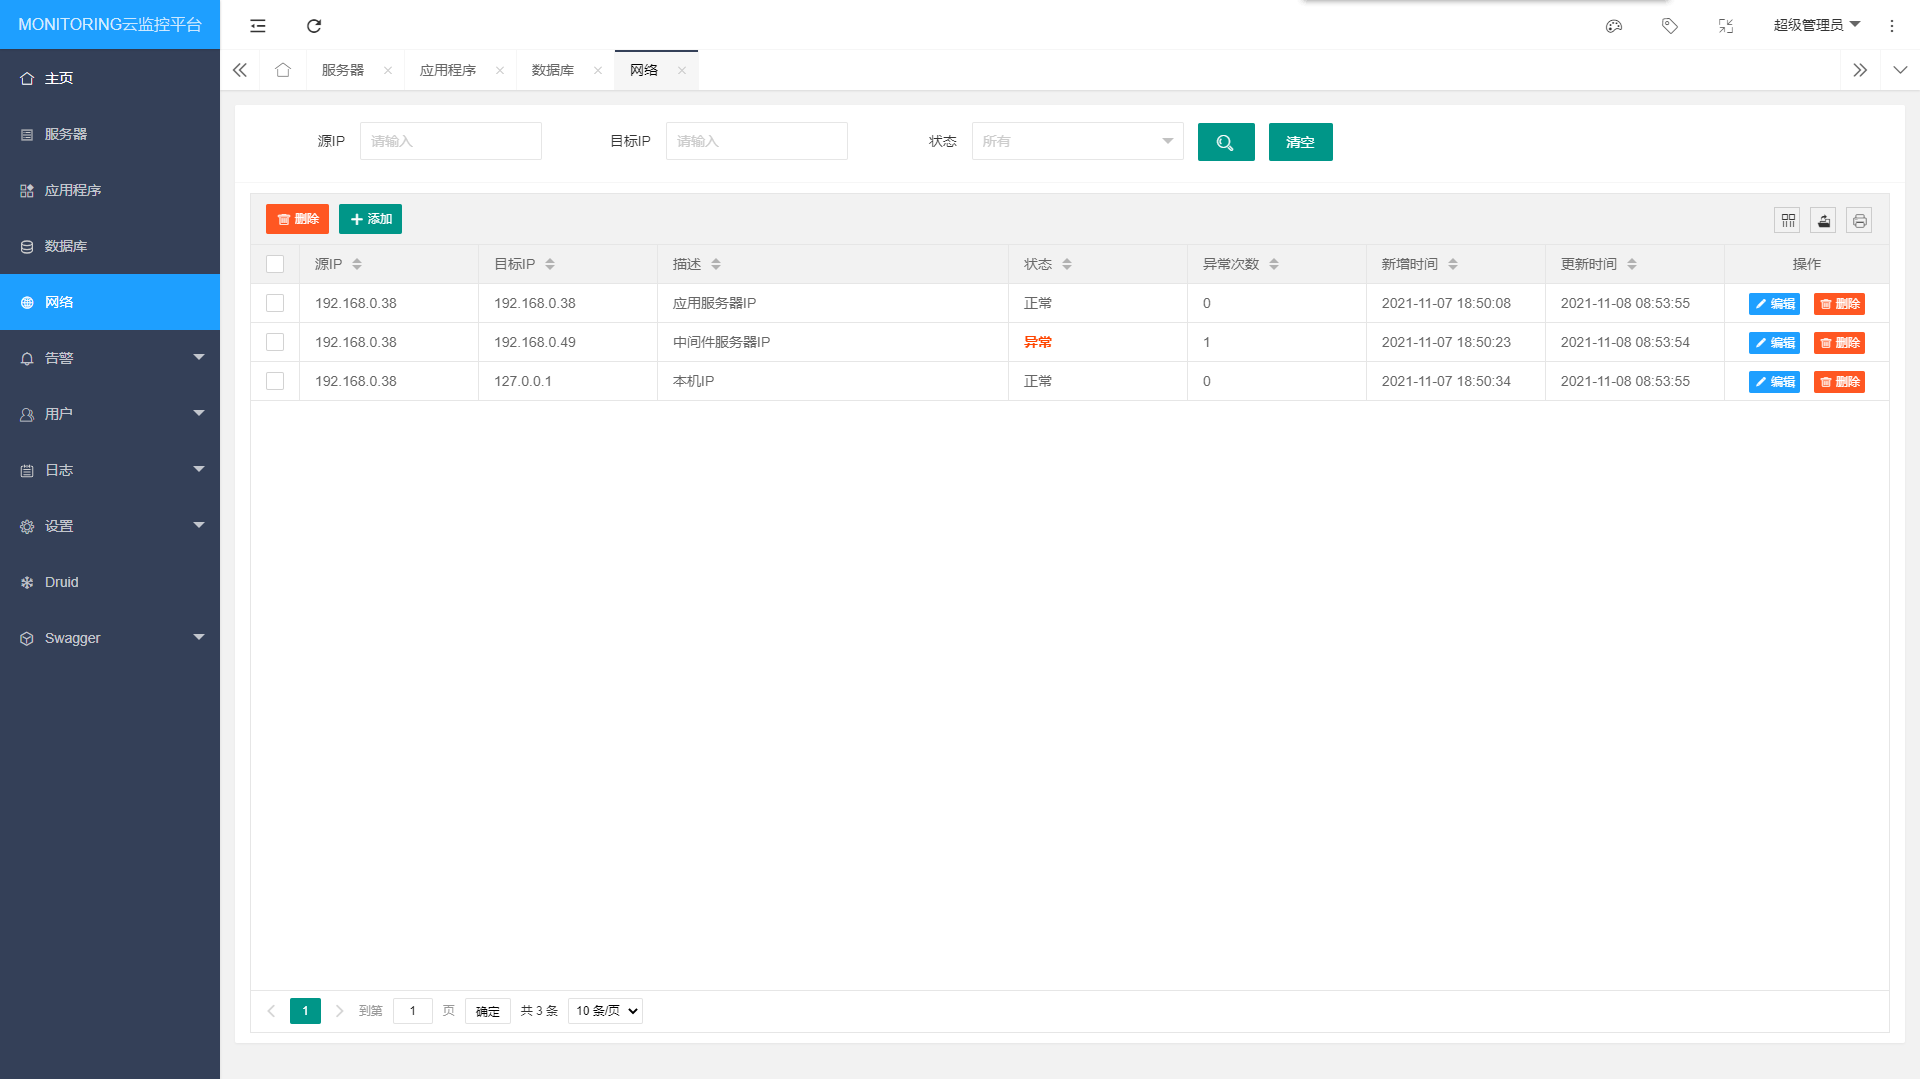 MONITORING云监控平台
超级管理员
主页
服务器
应用程序
数据库
网络
告警
用户
日志
设置
Druid
Swagger
服务器 应用程序 数据库 网络
源IP 请输入 目标IP 请输入 状态 所有 清空
删除 添加
源IP 目标IP 描述 状态 异常次数 新增时间 更新时间 操作
192.168.0.38 192.168.0.38 应用服务器IP 正常 0 2021-11-07 18:50:08 2021-11-08 08:53:55 编辑 删除
192.168.0.38 192.168.0.49 中间件服务器IP 异常 1 2021-11-07 18:50:23 2021-11-08 08:53:54 编辑 删除
192.168.0.38 127.0.0.1 本机IP 正常 0 2021-11-07 18:50:34 2021-11-08 08:53:55 编辑 删除
1 到第 1 页 确定 共 3 条 10 条/页